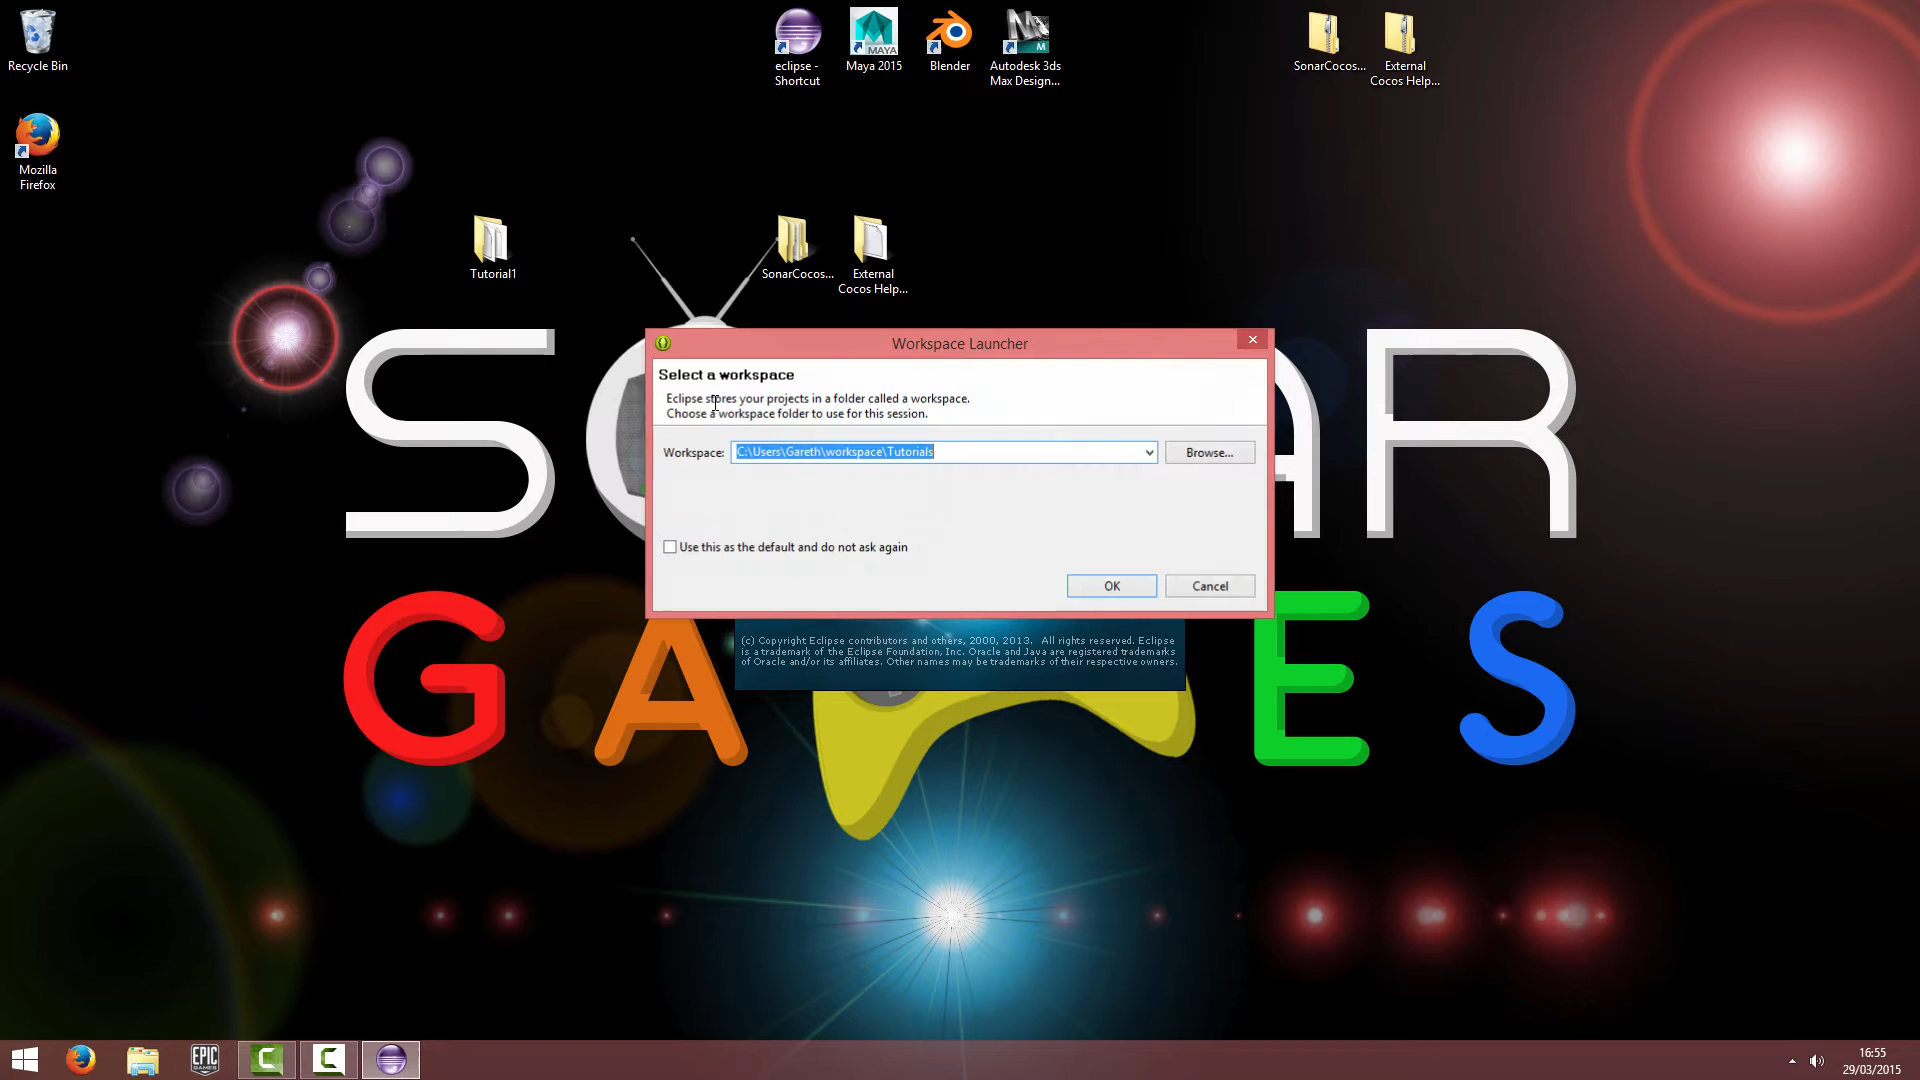 Recycle Bin
eclipse -
Shortcut
Maya 2015
MAYA
Blender
Autodesk 3ds
Max Design...
M
SonarCocos...
External
Cocos Help...
Mozilla
Firefox
Tutorial1
SonarCocos...
External
Cocos Help...
Workspace Launcher
Select a workspace
Eclipse stores your projects in a folder called a workspace.
Choose a workspace folder to use for this session.
Workspace: C:\Users\Gareth\workspace\Tutorials Browse...
Use this as the default and do not ask again
OK Cancel
(c) Copyright Eclipse contributors and others, 2000, 2013. All rights reserved. Eclipse
is a trademark of the Eclipse Foundation, Inc. Oracle and Java are registered trademarks
of Oracle and/or its affiliates. Other names may be trademarks of their respective owners.
S AR
GA ES
EPIC
GAMES
16:55
29/03/2015